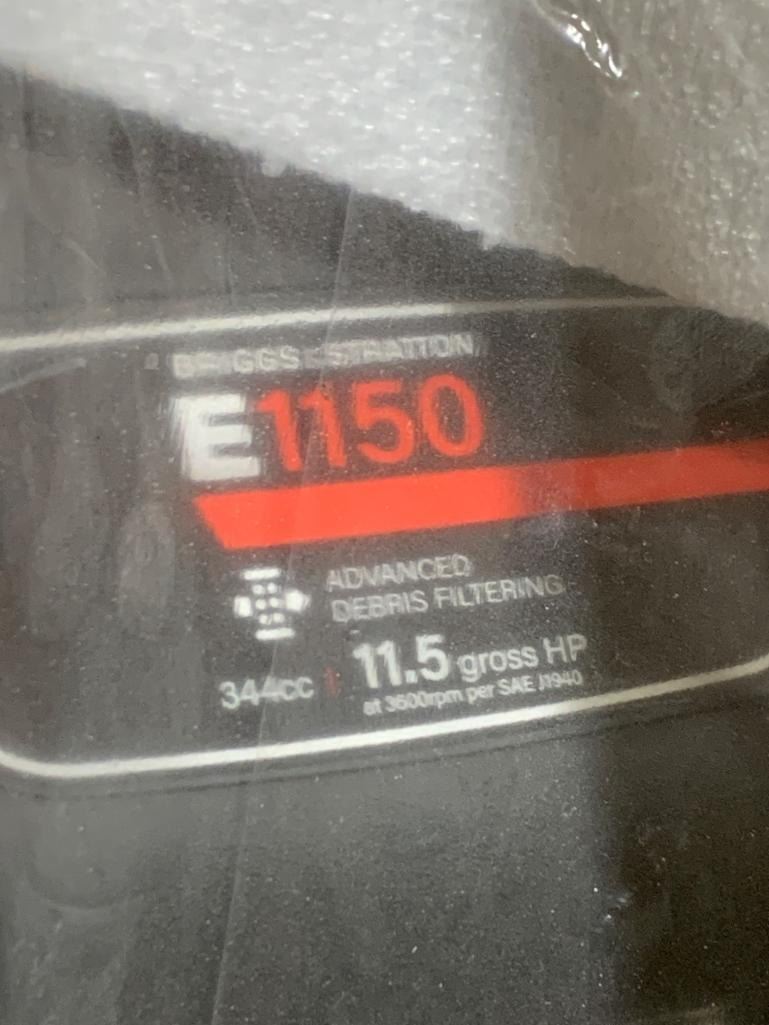 BRIGGS & STRATTON
E1150
ADVANCED
DEBRIS FILTERING
344cc | 11.5 gross HP
at 3600rpm per SAE J1940